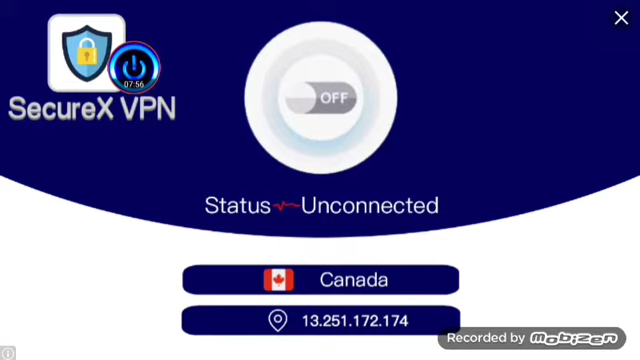 07:56
SecureX VPN
OFF
Status Unconnected
Canada
13.251.172.174
Recorded by mobizen